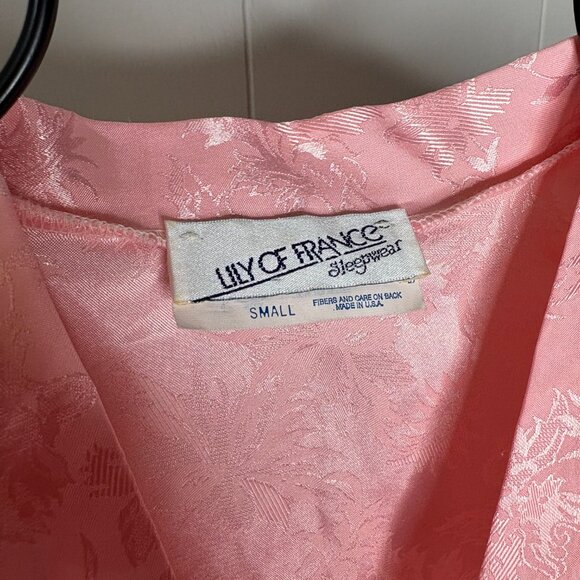 LILY OF FRANCE
Sleepwear
SMALL
FIBERS AND CARE ON BACK
MADE IN U.S.A.